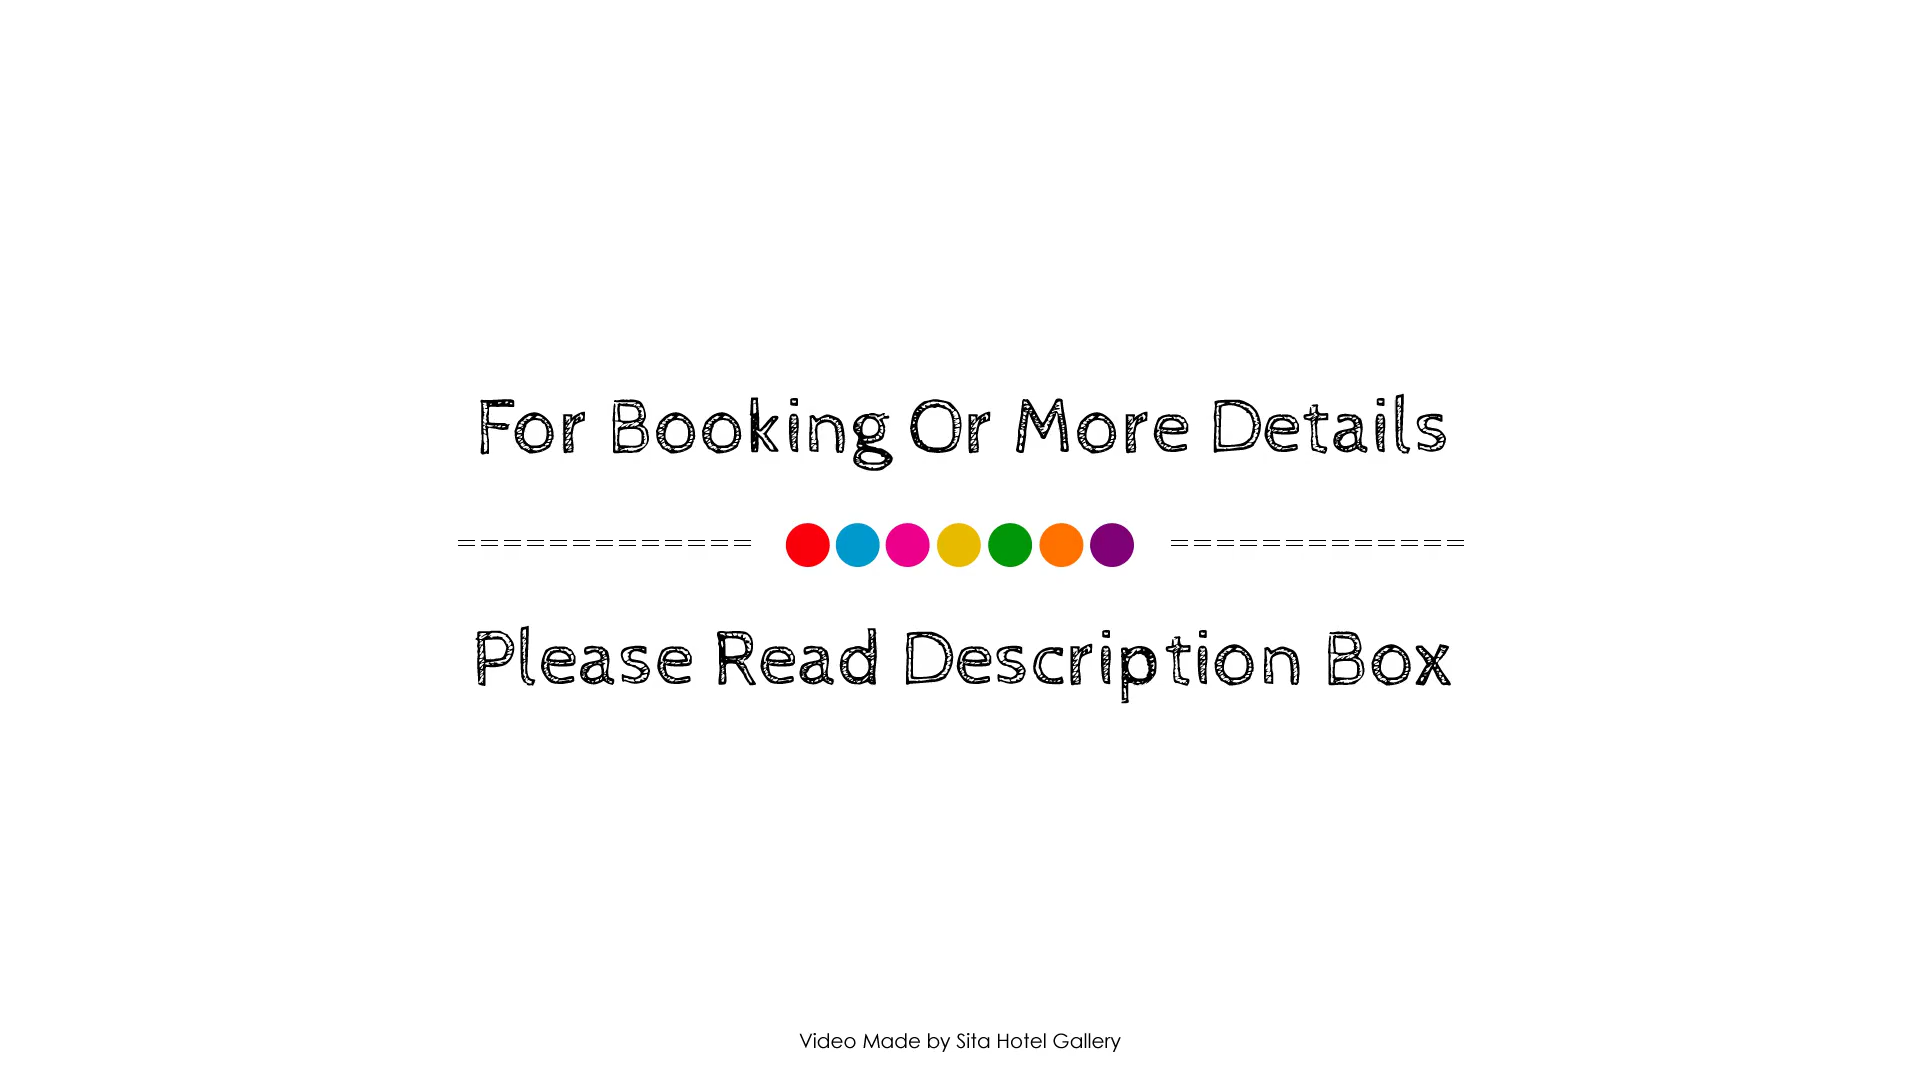 For Booking Or More Details
============= =============
Please Read Description Box
Video Made by Sita Hotel Gallery